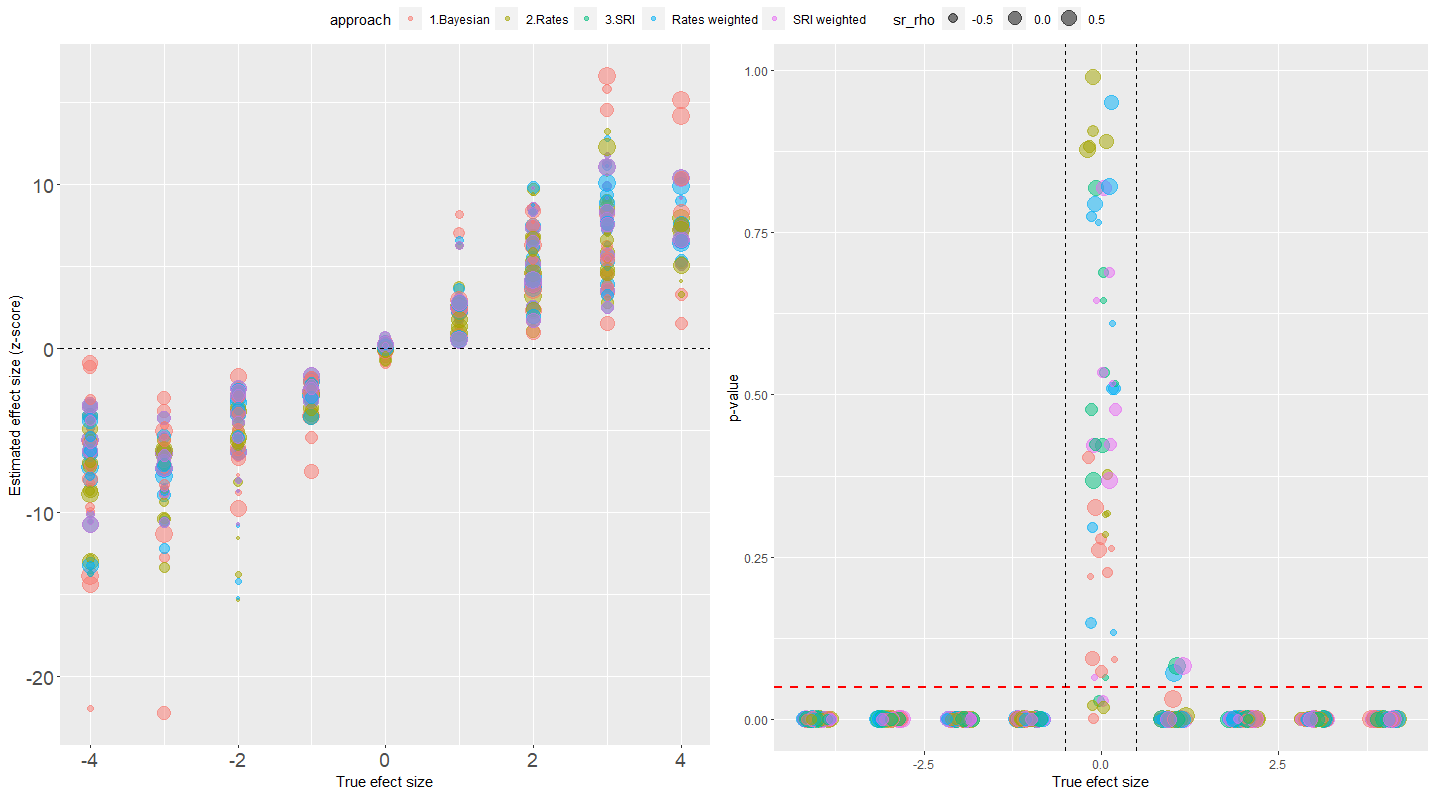 approach 1.Bayesian 2.Rates 3.SRI Rates weighted SRI weighted sr_rho -0.5 0.0 0.5
Estimated effect size (z-score)
10
0
-10
-20
-4 -2 0 2 4
True efect size
p-value
1.00
0.75
0.50
0.25
0.00
-2.5 0.0 2.5
True efect size